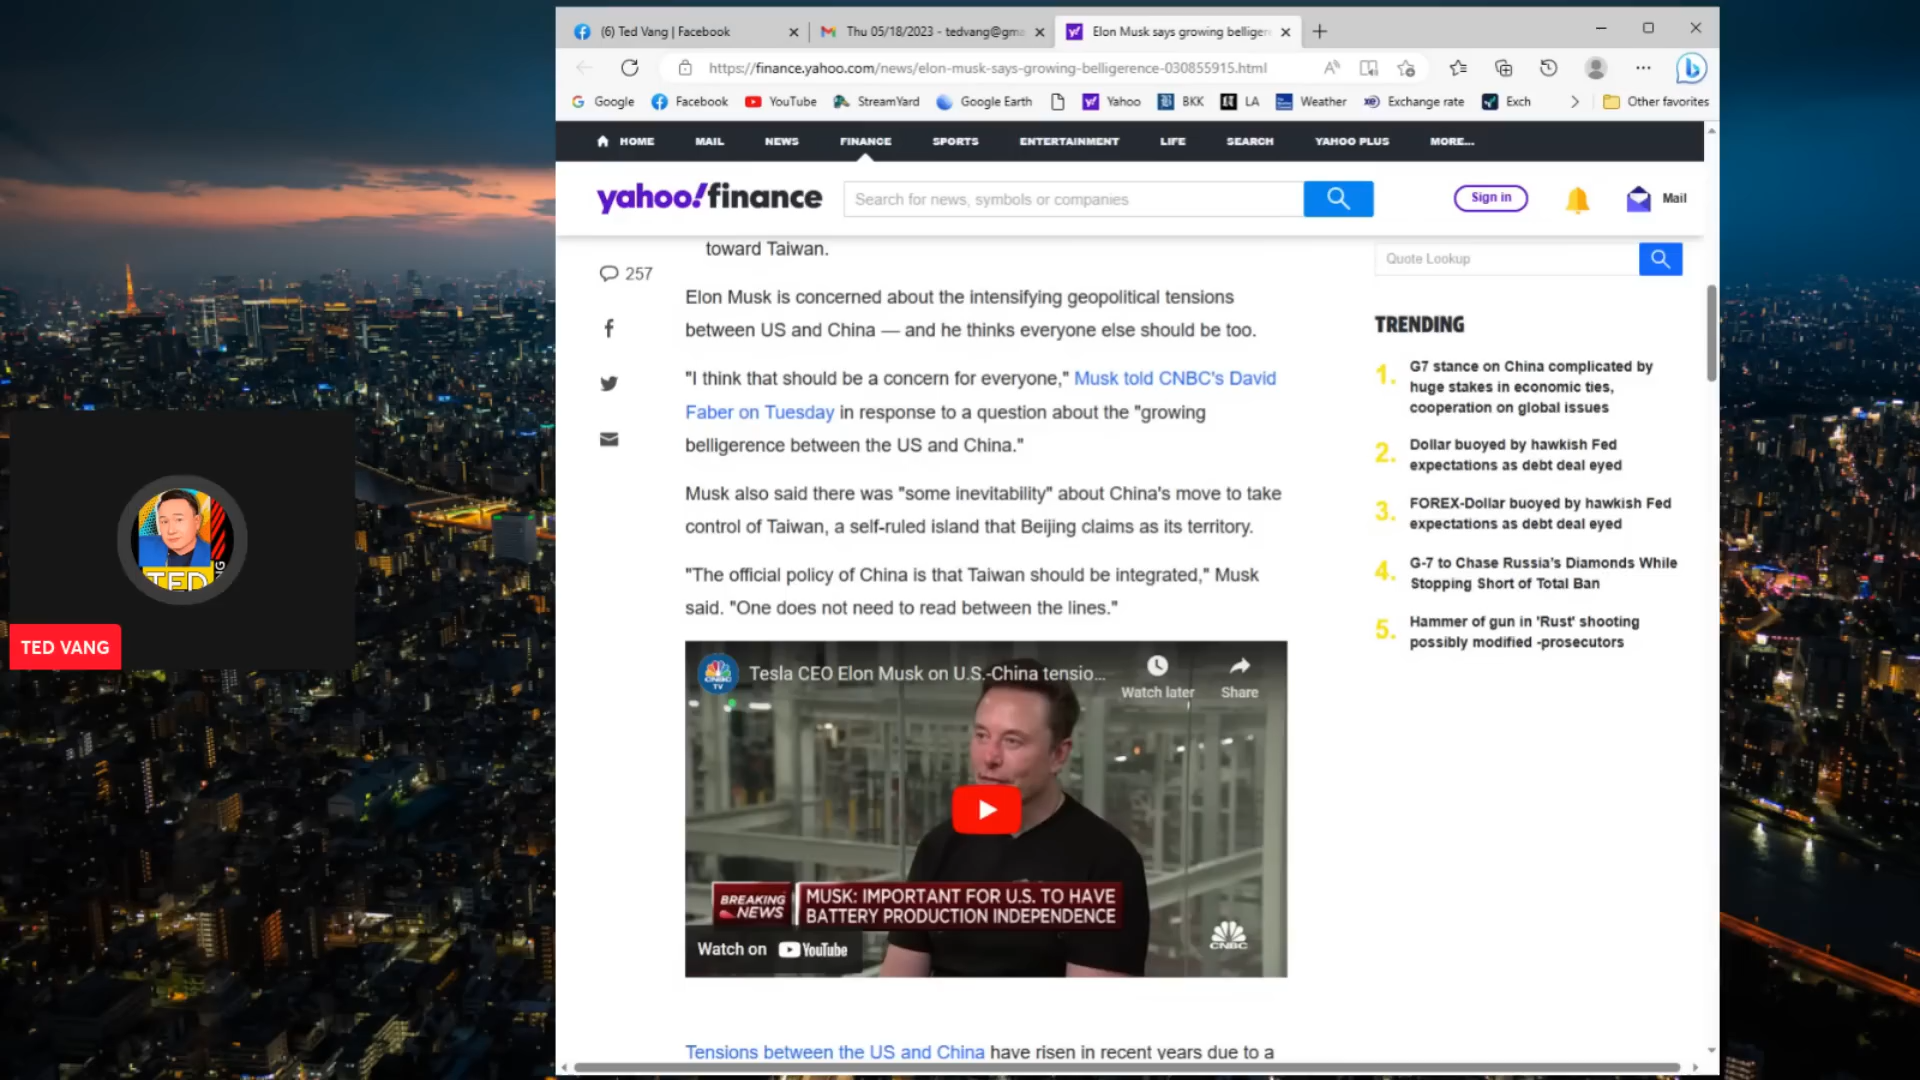 (6) Ted Vang | Facebook
Thu 05/18/2023 - tedvang@gma
Elon Musk says growing belliger
https://finance.yahoo.com/news/elon-musk-says-growing-belligerence-030855915.html
Google
Facebook
YouTube
StreamYard
Google Earth
Yahoo
BKK
LA
Weather
Exchange rate
Exch
Other favorites
HOME
MAIL
NEWS
FINANCE
SPORTS
ENTERTAINMENT
LIFE
SEARCH
YAHOO PLUS
MORE...
yahoo!finance
Search for news, symbols or companies
Sign in
Mail
toward Taiwan.
257
Elon Musk is concerned about the intensifying geopolitical tensions
between US and China — and he thinks everyone else should be too.
"I think that should be a concern for everyone," Musk told CNBC's David
Faber on Tuesday in response to a question about the "growing
belligerence between the US and China."
Musk also said there was "some inevitability" about China's move to take
control of Taiwan, a self-ruled island that Beijing claims as its territory.
"The official policy of China is that Taiwan should be integrated," Musk
said. "One does not need to read between the lines."
CNBC
TV
Tesla CEO Elon Musk on U.S.-China tensio...
Watch later
Share
BREAKING
NEWS
MUSK: IMPORTANT FOR U.S. TO HAVE
BATTERY PRODUCTION INDEPENDENCE
Watch on YouTube
CNBC
Tensions between the US and China have risen in recent years due to a
Quote Lookup
TRENDING
1. G7 stance on China complicated by
huge stakes in economic ties,
cooperation on global issues
2. Dollar buoyed by hawkish Fed
expectations as debt deal eyed
3. FOREX-Dollar buoyed by hawkish Fed
expectations as debt deal eyed
4. G-7 to Chase Russia's Diamonds While
Stopping Short of Total Ban
5. Hammer of gun in 'Rust' shooting
possibly modified -prosecutors
TED
NG
TED VANG